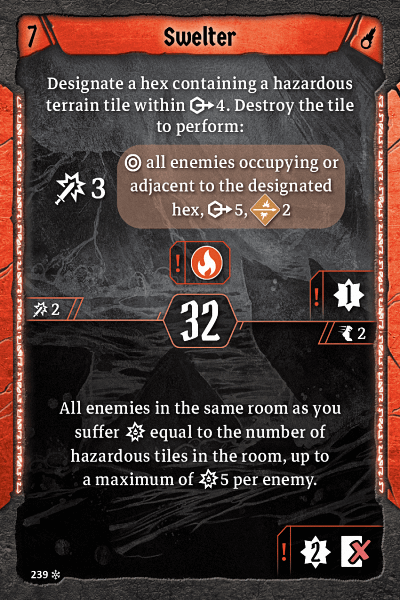 7 Swelter
Designate a hex containing a hazardous
terrain tile within 4. Destroy the tile
to perform:
3
all enemies occupying or
adjacent to the designated
hex, 5, 2
! 
! 1
2
32
2
All enemies in the same room as you
suffer equal to the number of
hazardous tiles in the room, up to
a maximum of 5 per enemy.
! 2
239